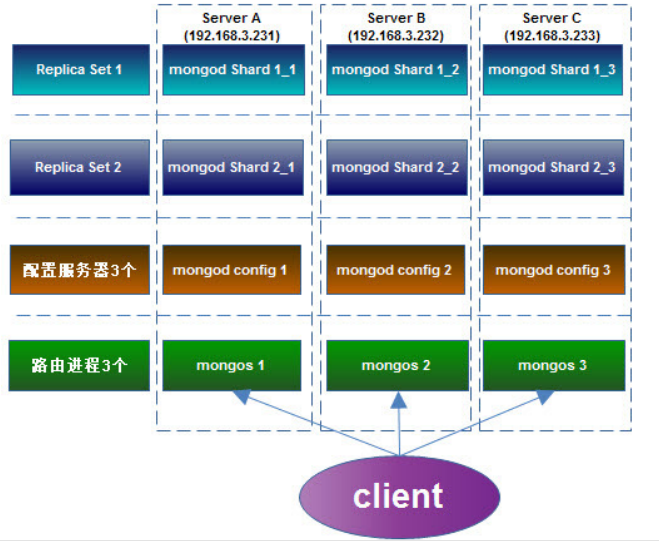 Server A Server B Server C
(192.168.3.231) (192.168.3.232) (192.168.3.233)
Replica Set 1 mongod Shard 1_1 mongod Shard 1_2 mongod Shard 1_3
Replica Set 2 mongod Shard 2_1 mongod Shard 2_2 mongod Shard 2_3
配置服务器3个 mongod config 1 mongod config 2 mongod config 3
路由进程3个 mongos 1 mongos 2 mongos 3
client